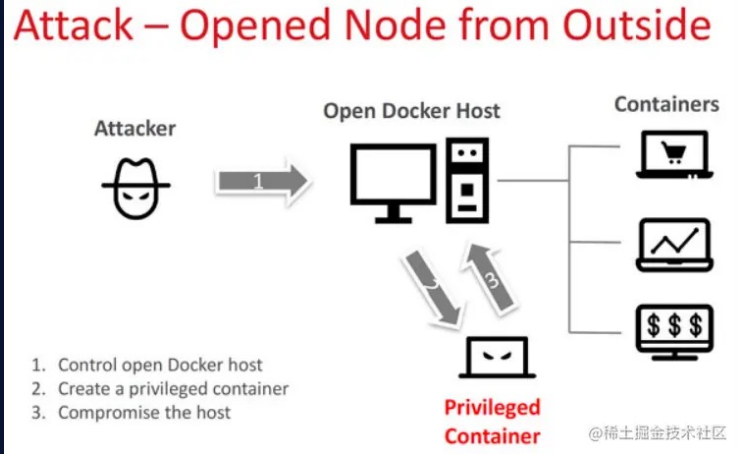 Attack – Opened Node from Outside
Attacker
Open Docker Host
Containers
1
2
3
$ $ $
1. Control open Docker host
2. Create a privileged container
3. Compromise the host
Privileged
Container
@稀土掘金技术社区